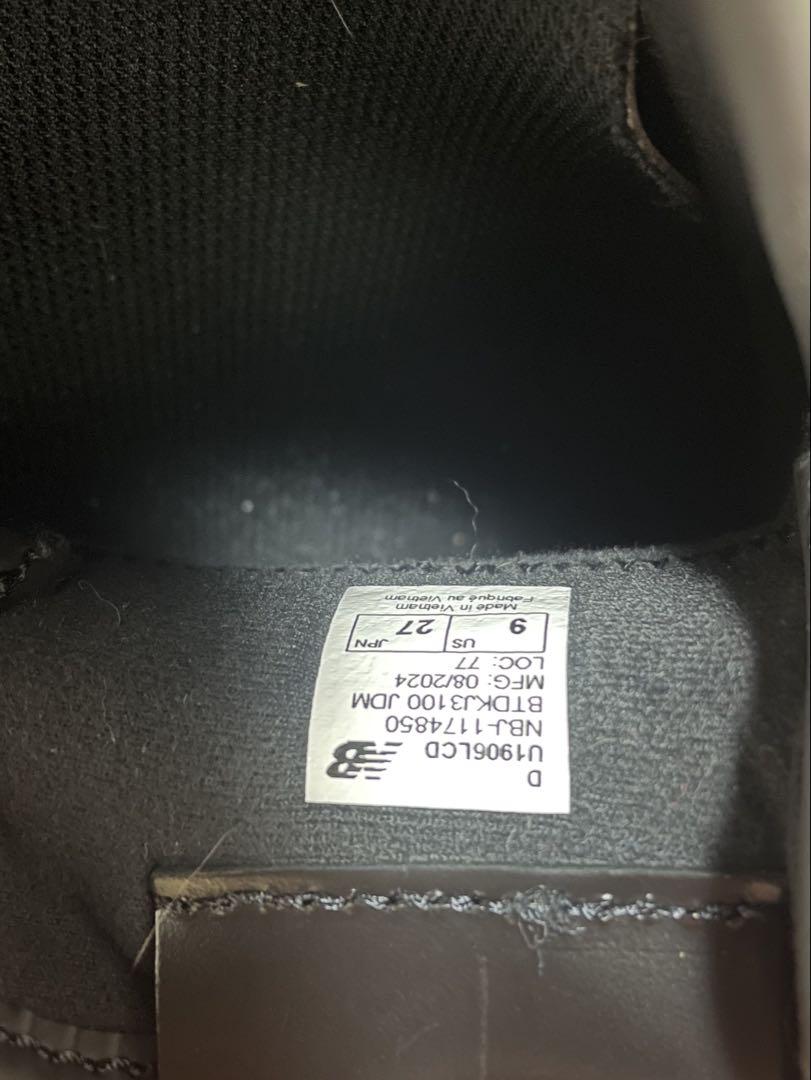 D
U1906LCD
NBJ-1174850
BTDKJ3100 JDM
MFG: 08/2024
LOC: 77
US 9 JPN 27
Made in Vietnam
Fabriqué au Vietnam